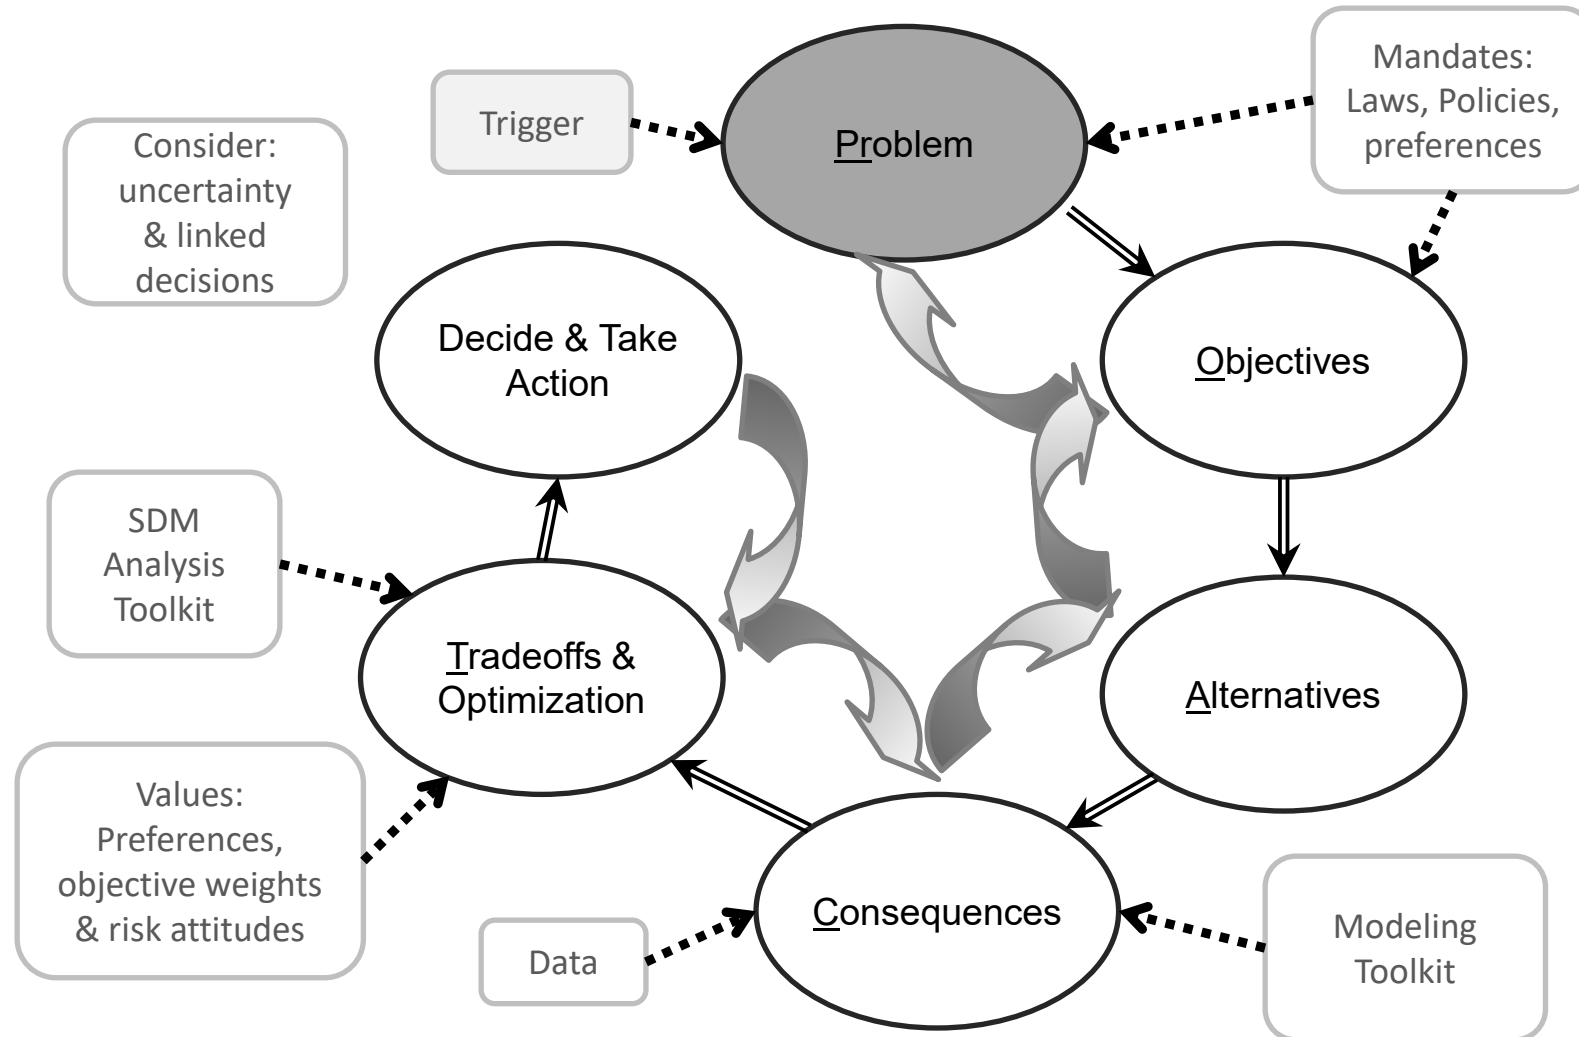 Trigger
Problem
Mandates:
Laws, Policies,
preferences
Consider:
uncertainty
& linked
decisions
Decide & Take
Action
Objectives
SDM
Analysis
Toolkit
Tradeoffs &
Optimization
Alternatives
Values:
Preferences,
objective weights
& risk attitudes
Data
Consequences
Modeling
Toolkit